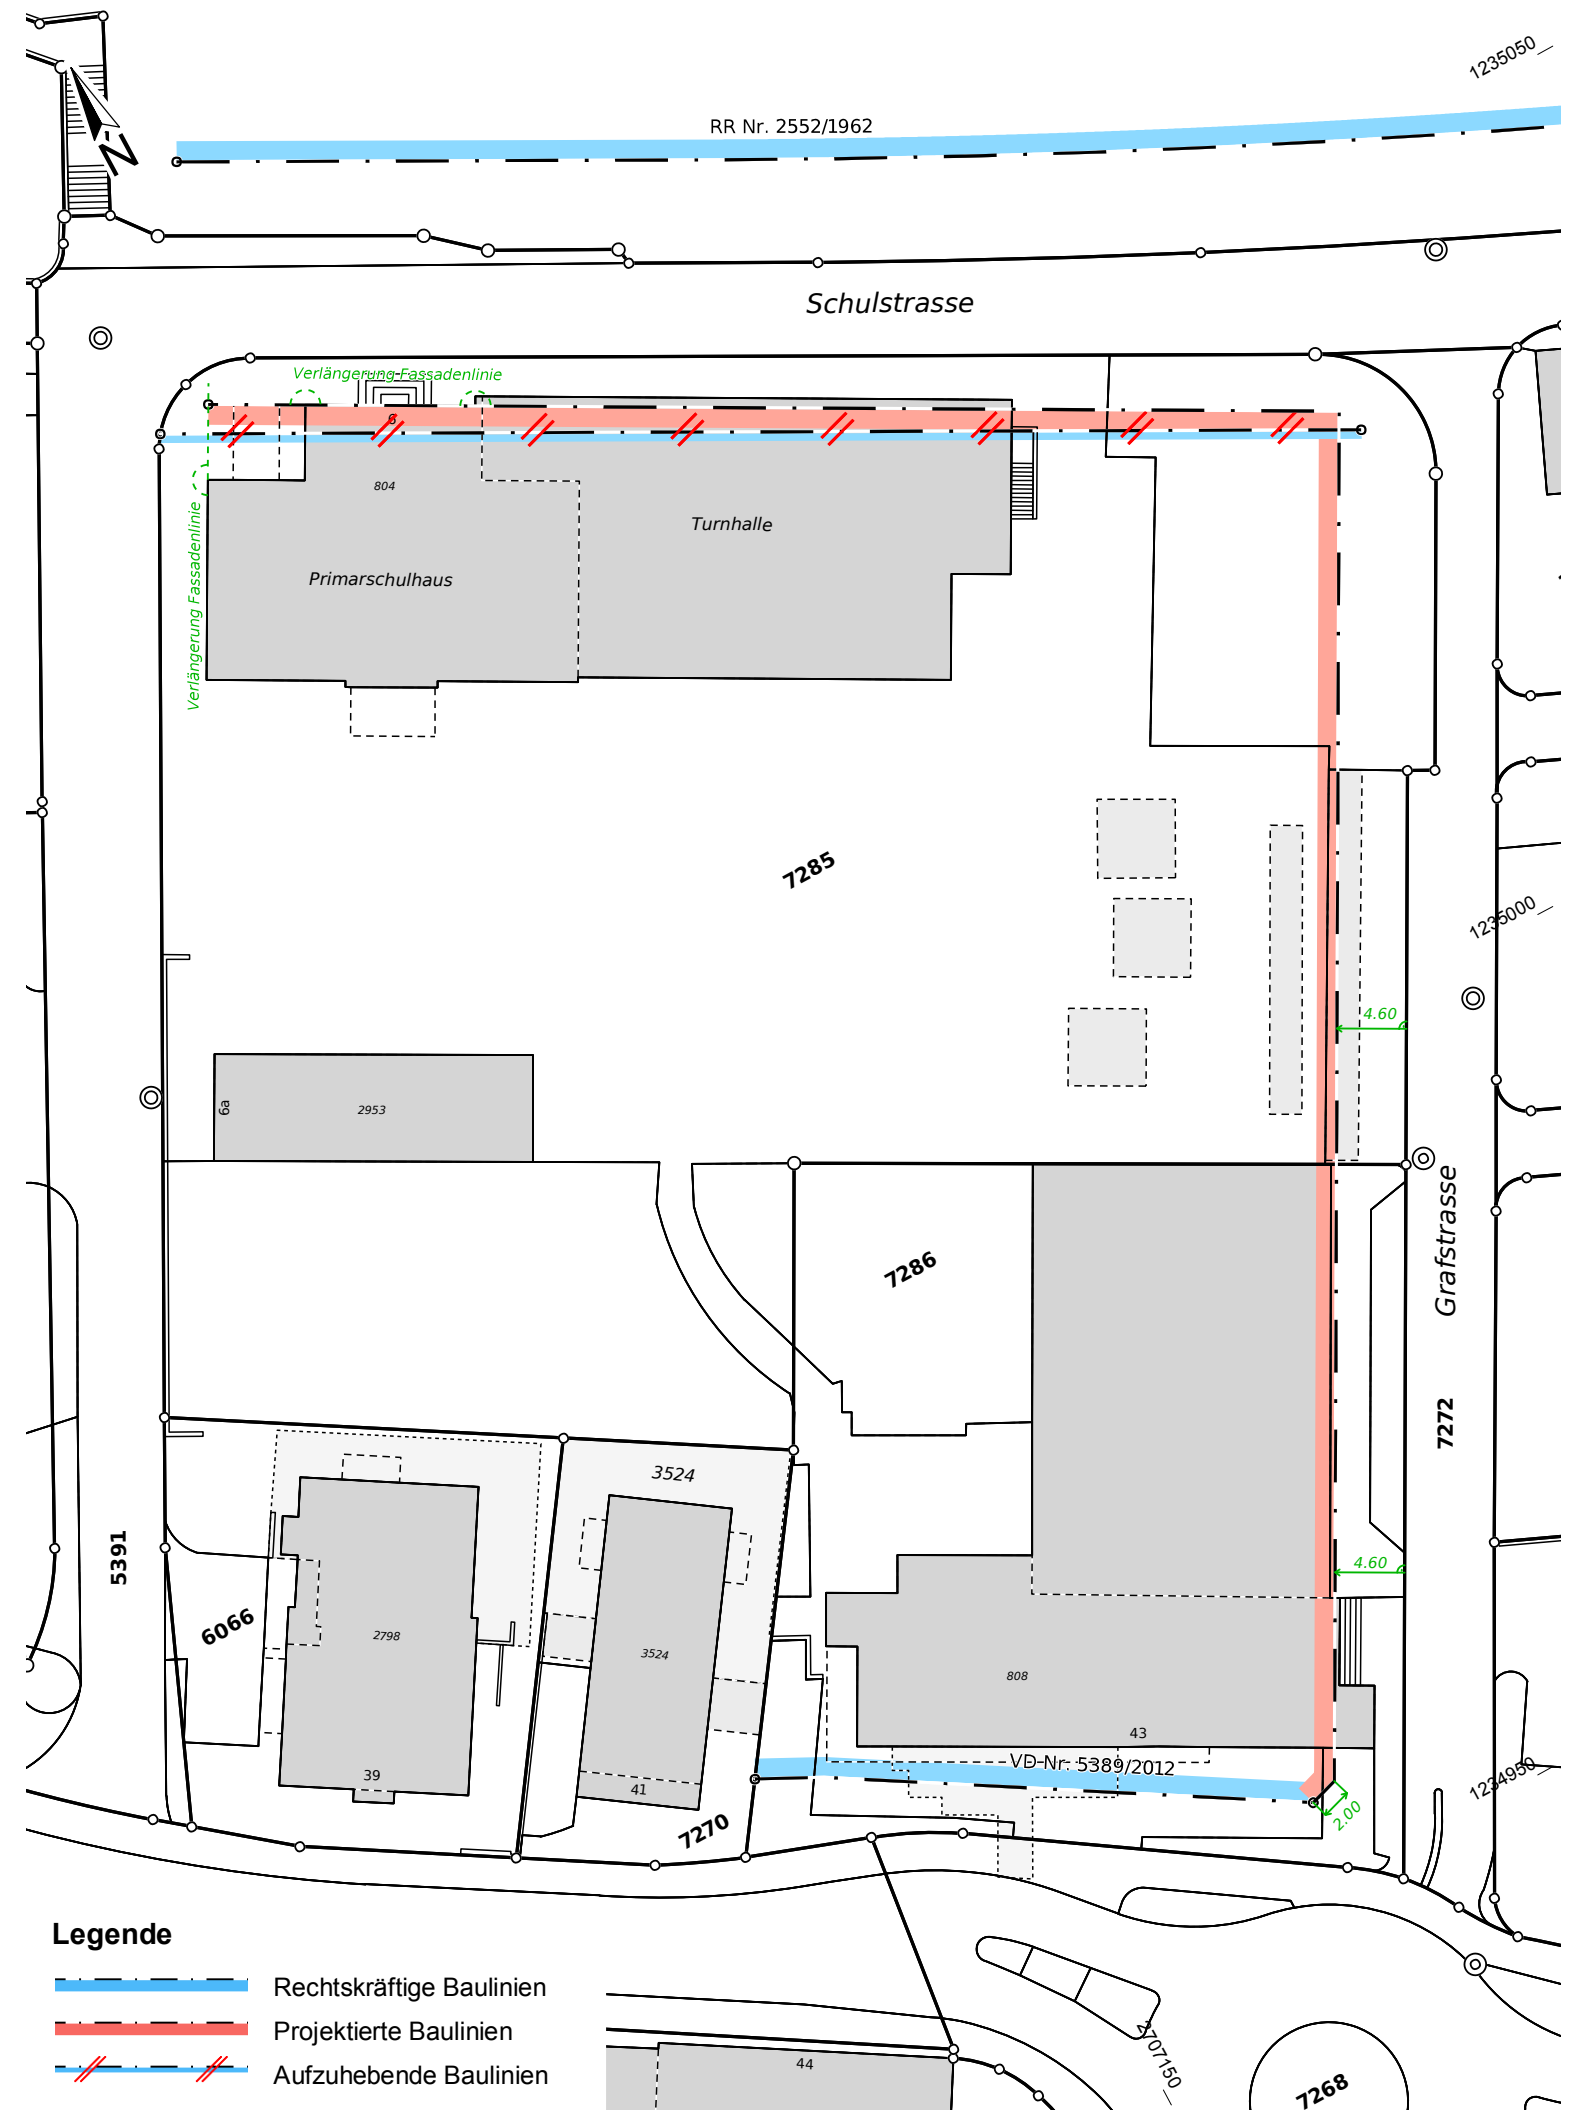 1235050
RR Nr. 2552/1962
N
Schulstrasse
Verlängerung Fassadenlinie
6
804
Turnhalle
Verlängerung Fassadenlinie
Primarschulhaus
7285
1235000
4.60
6a
2953
Grafstrasse
7286
7272
3524
5391
4.60
6066
2798
3524
808
43
VD Nr. 5389/2012
39
41
1234950
2.00
7270
Legende
Rechtskräftige Baulinien
Projektierte Baulinien
Aufzuhebende Baulinien
44
2707150
7268